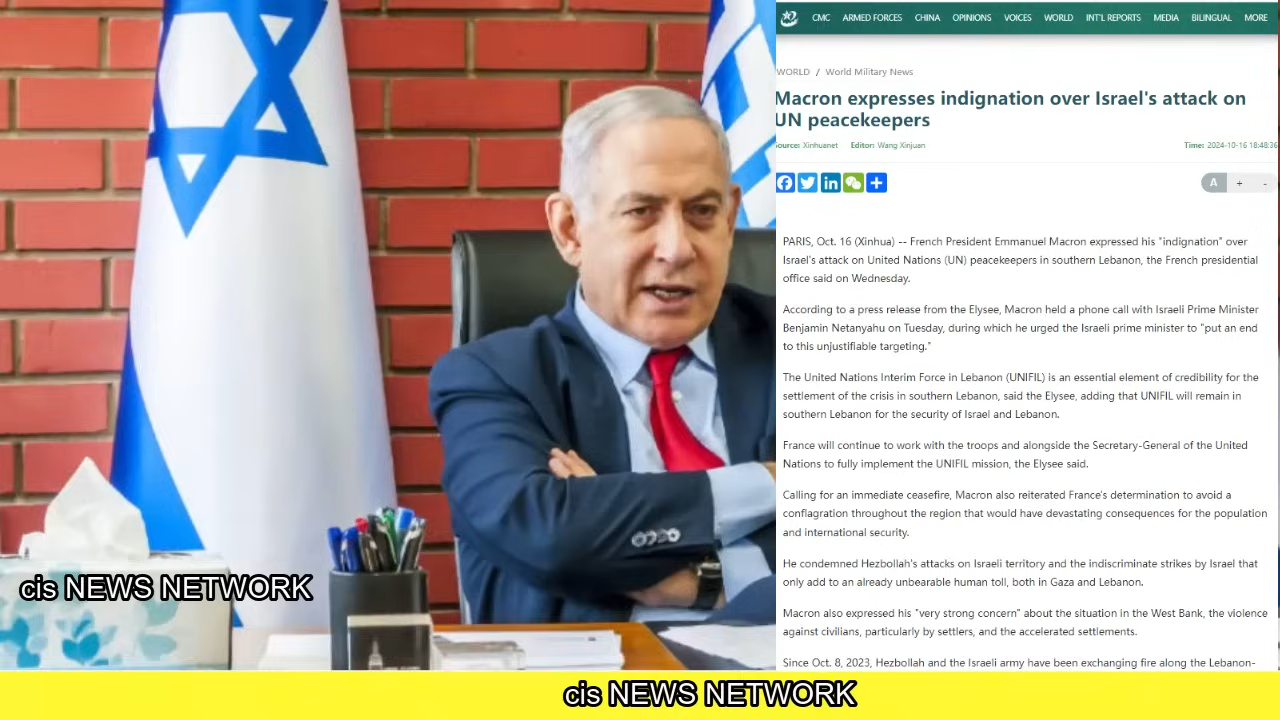 CMC ARMED FORCES CHINA OPINIONS VOICES WORLD INT'L REPORTS MEDIA BILINGUAL MORE
WORLD / World Military News
Macron expresses indignation over Israel's attack on
UN peacekeepers
Source: Xinhuanet Editor: Wang Xinjuan Time: 2024-10-16 18:48:36
A + -
PARIS, Oct. 16 (Xinhua) -- French President Emmanuel Macron expressed his "indignation" over
Israel's attack on United Nations (UN) peacekeepers in southern Lebanon, the French presidential
office said on Wednesday.
According to a press release from the Elysee, Macron held a phone call with Israeli Prime Minister
Benjamin Netanyahu on Tuesday, during which he urged the Israeli prime minister to "put an end
to this unjustifiable targeting."
The United Nations Interim Force in Lebanon (UNIFIL) is an essential element of credibility for the
settlement of the crisis in southern Lebanon, said the Elysee, adding that UNIFIL will remain in
southern Lebanon for the security of Israel and Lebanon.
France will continue to work with the troops and alongside the Secretary-General of the United
Nations to fully implement the UNIFIL mission, the Elysee said.
Calling for an immediate ceasefire, Macron also reiterated France's determination to avoid a
conflagration throughout the region that would have devastating consequences for the population
and international security.
He condemned Hezbollah's attacks on Israeli territory and the indiscriminate strikes by Israel that
only add to an already unbearable human toll, both in Gaza and Lebanon.
Macron also expressed his "very strong concern" about the situation in the West Bank, the violence
against civilians, particularly by settlers, and the accelerated settlements.
Since Oct. 8, 2023, Hezbollah and the Israeli army have been exchanging fire along the Lebanon-
cis NEWS NETWORK
cis NEWS NETWORK